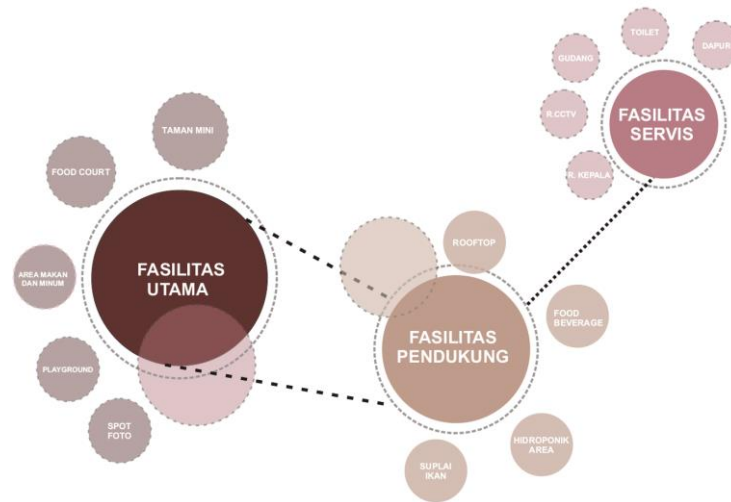 TAMAN MINI
FOOD COURT
AREA MAKAN
DAN MINUM
PLAYGROUND
SPOT
FOTO
FASILITAS
UTAMA
ROOFTOP
FOOD
BEVERAGE
HIDROPONIK
AREA
SUPLAI
IKAN
FASILITAS
PENDUKUNG
TOILET
DAPUR
GUDANG
R.CCTV
R. KEPALA
FASILITAS
SERVIS